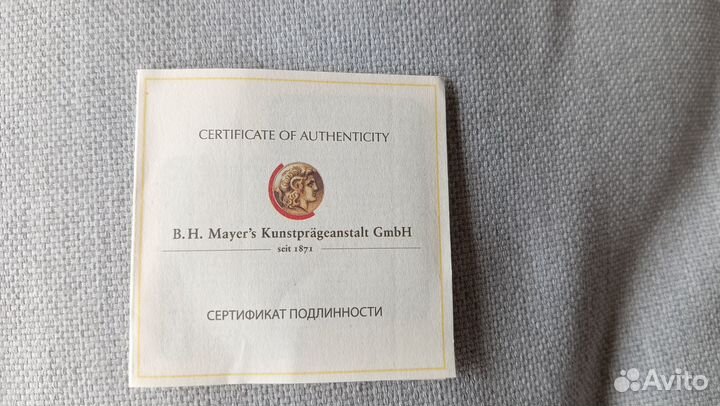 CERTIFICATE OF AUTHENTICITY
B. H. Mayer's Kunstprägeanstalt GmbH
seit 1871
СЕРТИФИКАТ ПОДЛИННОСТИ
Avito